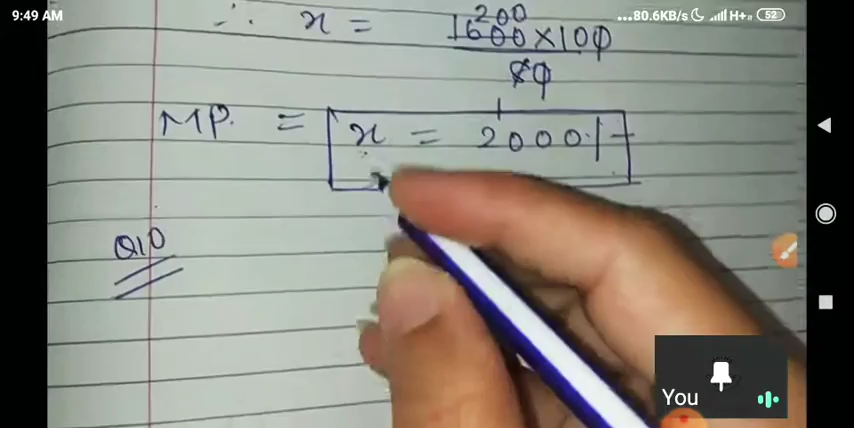 9:49 AM ...80.6KB/s H+ 52
200
∴ x = 1600×100
80
MP. = x = 2000./-
Q10
You